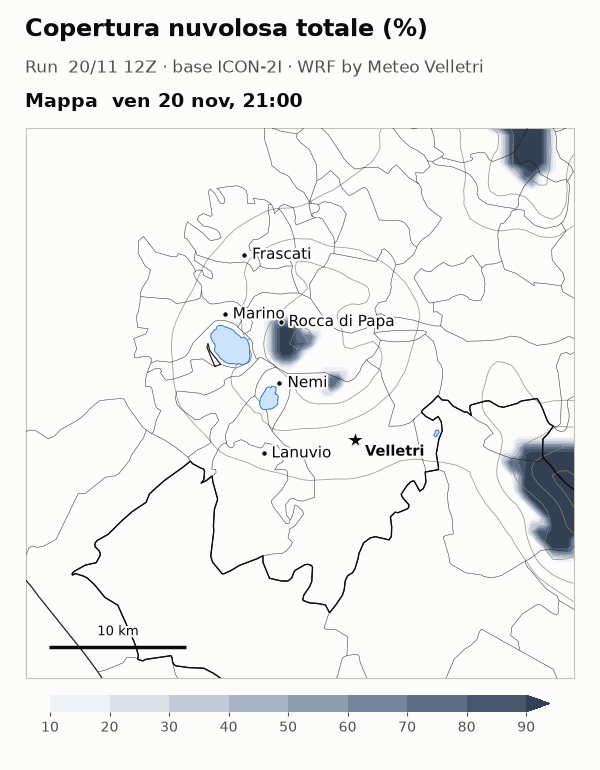 Copertura nuvolosa totale (%)
Run  20/11 12Z · base ICON-2I · WRF by Meteo Velletri
Mappa  ven 20 nov, 21:00
Frascati
Marino
Rocca di Papa
Nemi
Velletri
Lanuvio
10 km
10 20 30 40 50 60 70 80 90